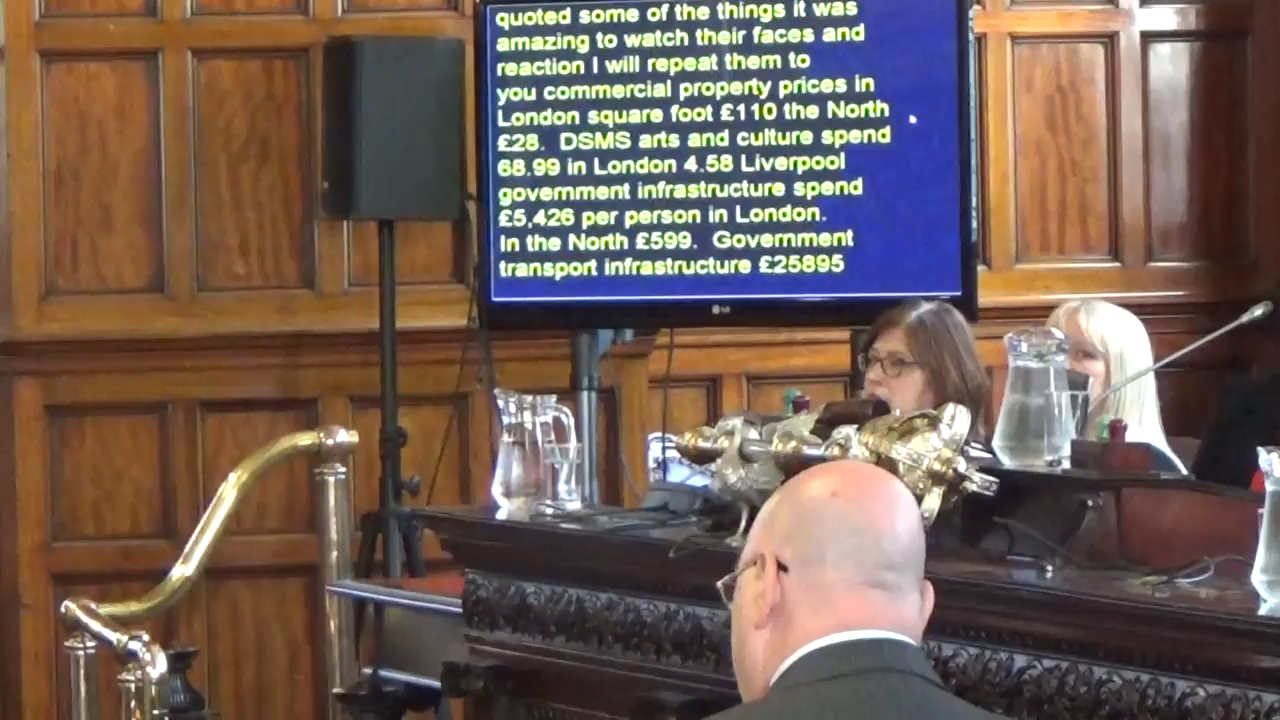 quoted some of the things it was
amazing to watch their faces and
reaction I will repeat them to
you commercial property prices in
London square foot £110 the North
£28.  DSMS arts and culture spend
68.99 in London 4.58 Liverpool
government infrastructure spend
£5,426 per person in London.
In the North £599.  Government
transport infrastructure £25895
LG